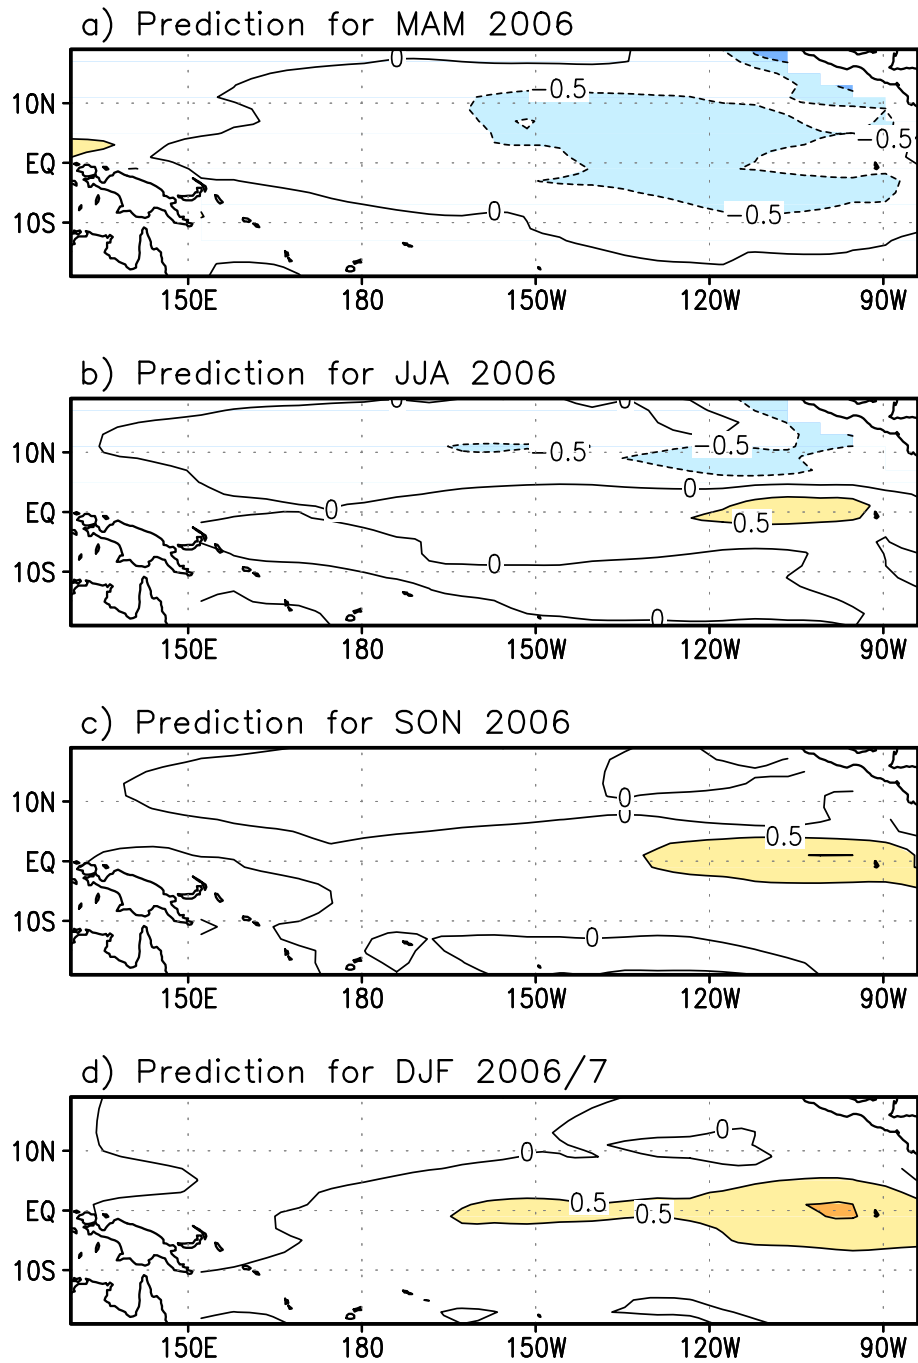 a) Prediction for MAM 2006
0
−0.5
10N
−0.5
EQ
0
−0.5
10S
150E 180 150W 120W 90W
b) Prediction for JJA 2006
0 0
−0.5
10N −0.5
0
0
EQ
0.5
0
10S
0
150E 180 150W 120W 90W
c) Prediction for SON 2006
0
10N
0
0.5
EQ
10S
0
150E 180 150W 120W 90W
d) Prediction for DJF 2006/7
0
10N 0
0.5
EQ 0.5
10S
150E 180 150W 120W 90W